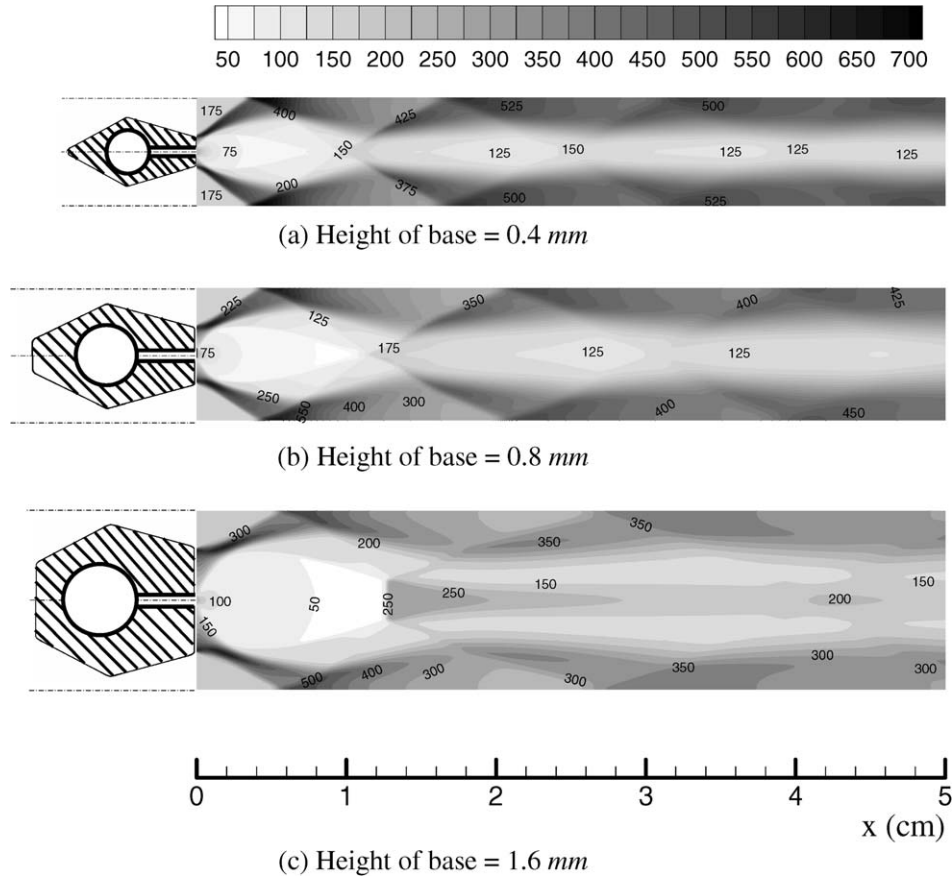 50 100 150 200 250 300 350 400 450 500 550 600 650 700
175 400 425 525 500
75 150 125 150 125 125 125
175 200 375 500 525
(a) Height of base = 0.4 mm
225 125 350 400 425
175 175 125 125
250 550 400 300 400 450
(b) Height of base = 0.8 mm
300 200 350 350
100 50 250 250 150 200 150
150 500 400 300 300 350 300 300
0 1 2 3 4 5
x (cm)
(c) Height of base = 1.6 mm